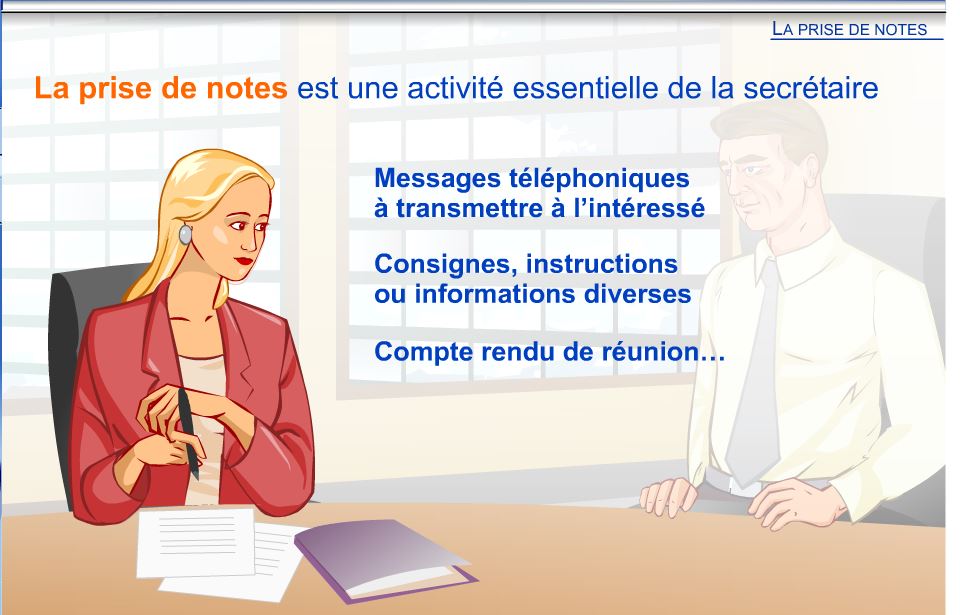 LA PRISE DE NOTES
La prise de notes est une activité essentielle de la secrétaire
Messages téléphoniques
à transmettre à l’intéressé
Consignes, instructions
ou informations diverses
Compte rendu de réunion…